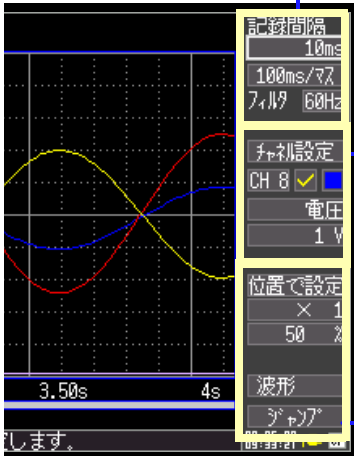 記録間隔
10ms
100ms/マス
フィルタ 60Hz
チャネル設定
CH 8
電圧
1 V
位置で設定
× 1
50 %
波形
ジャンプ
3.50s 4s
します。